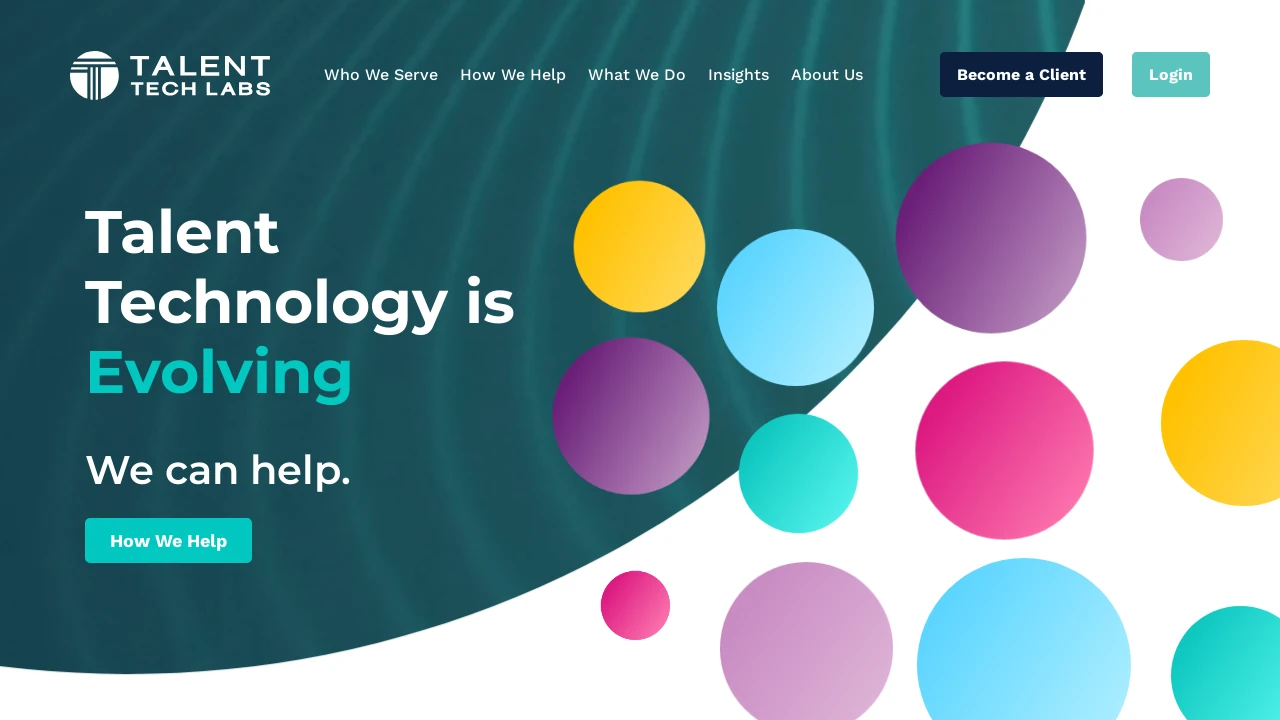 TALENT
TECH LABS
Who We Serve
How We Help
What We Do
Insights
About Us
Become a Client
Login
Talent
Technology is
Evolving
We can help.
How We Help